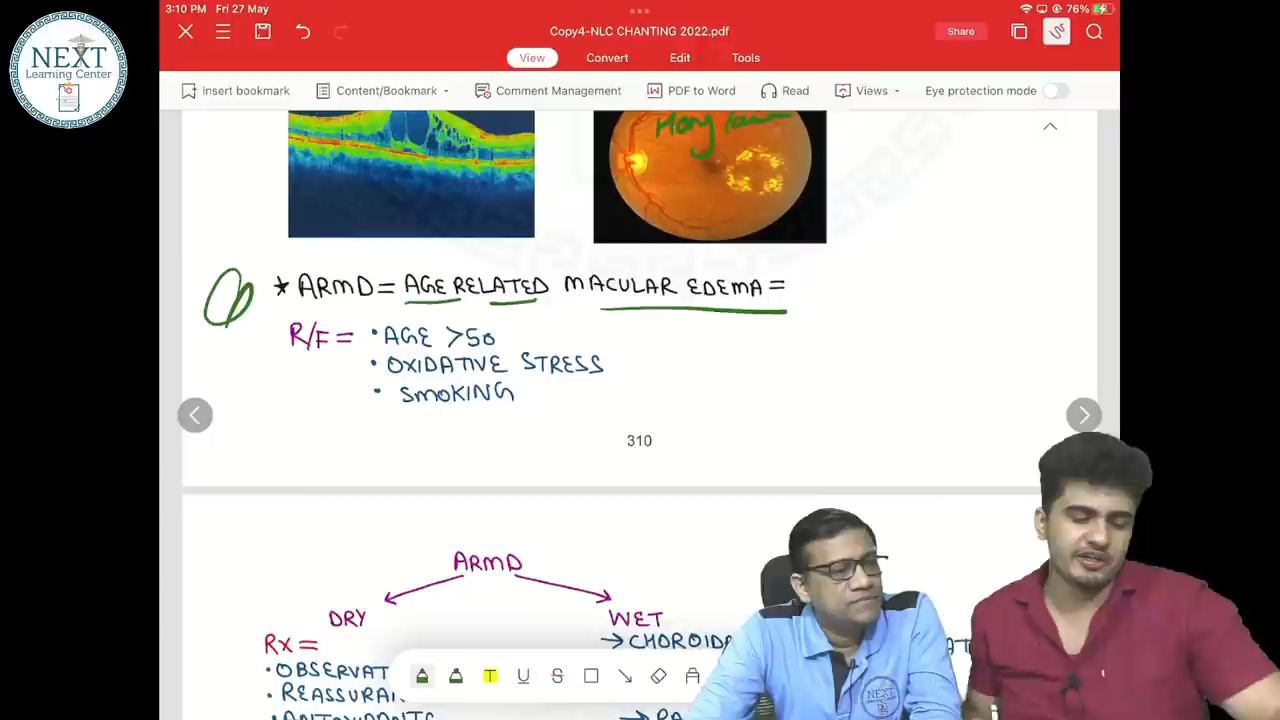 3:10 PM Fri 27 May
76%
NEXT
Learning Center
Copy4-NLC CHANTING 2022.pdf
Share
View Convert Edit Tools
Insert bookmark Content/Bookmark Comment Management PDF to Word Read Views Eye protection mode
* ARMD = AGE RELATED MACULAR EDEMA =
R/F = • AGE >50
• OXIDATIVE STRESS
• SMOKING
310
ARMD
DRY WET
Rx =
→ CHOROIDA
• OBSERVAT
• REASSURA
• ANTOXIDANTS
T U S
NEXT